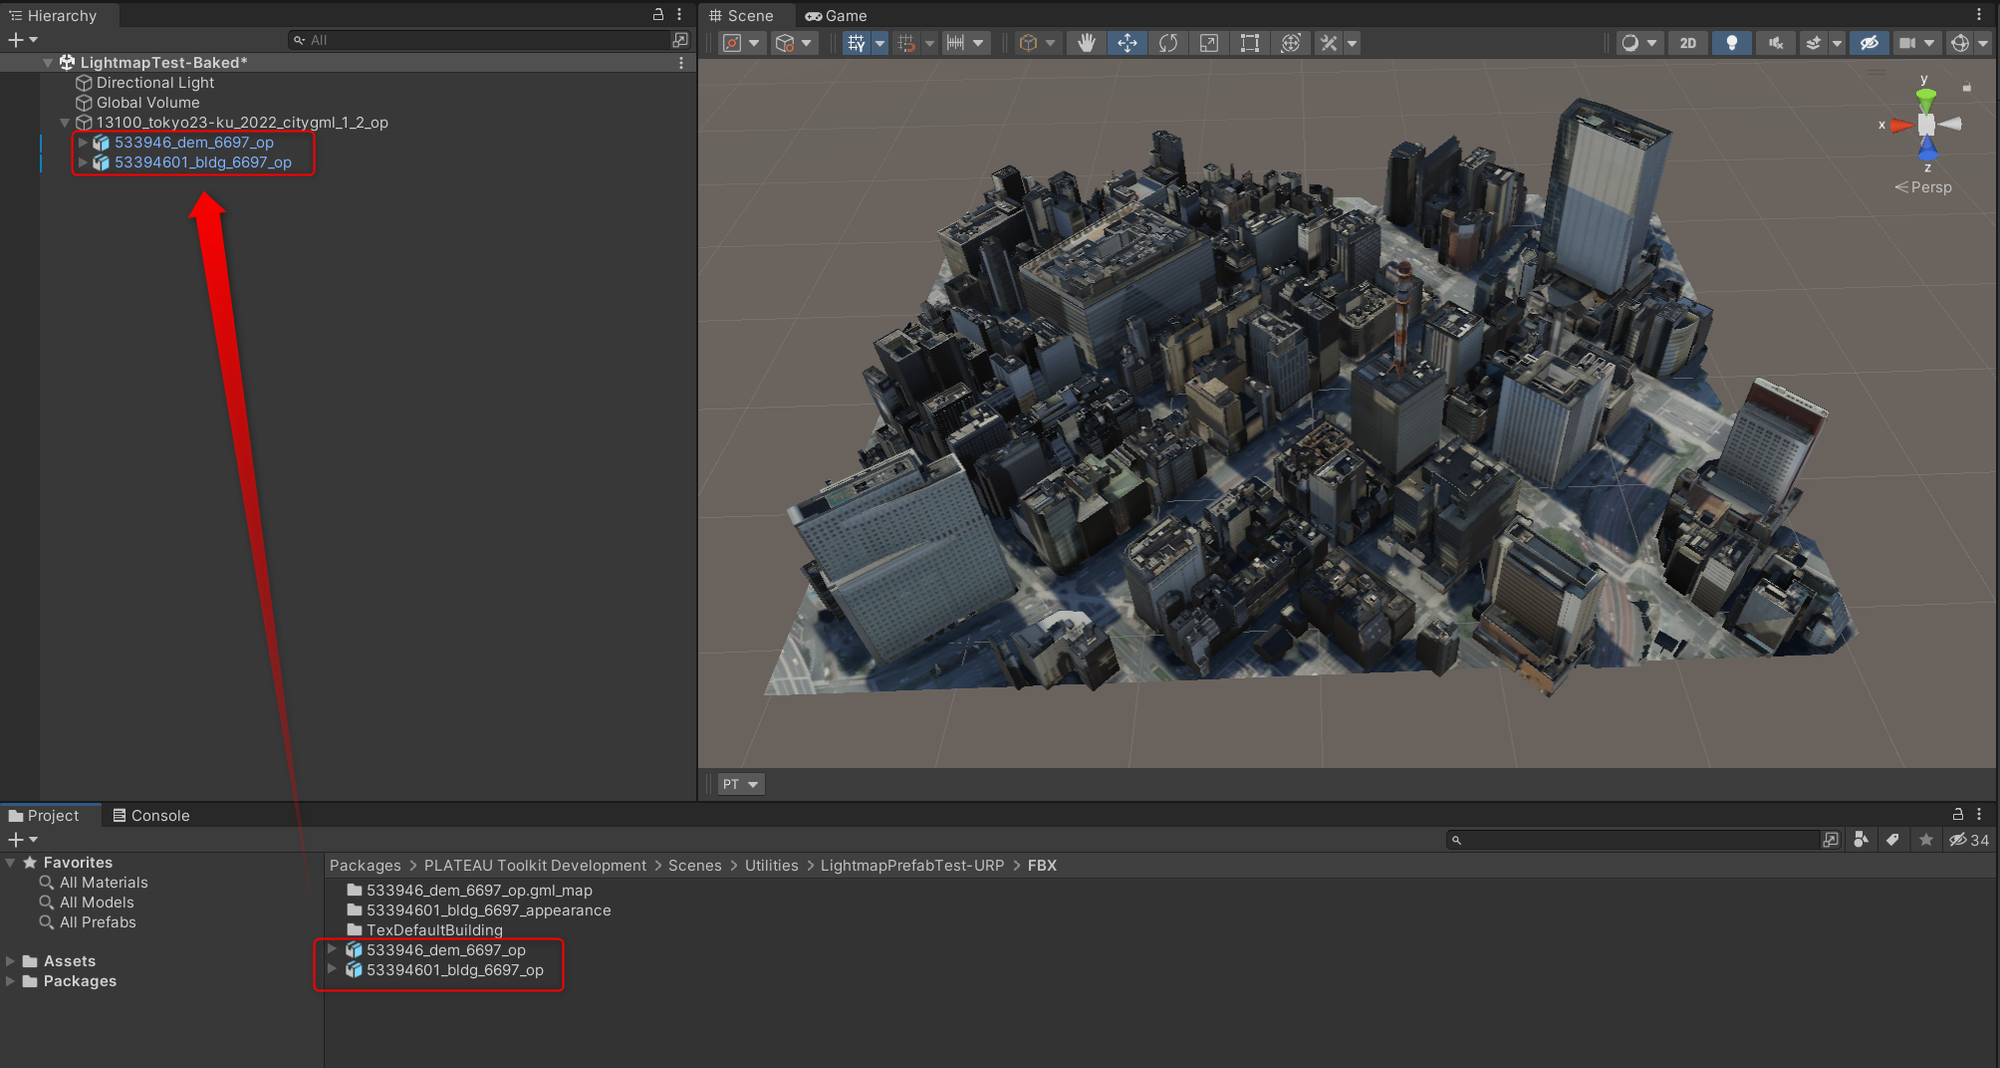 Hierarchy
All
LightmapTest-Baked*
Directional Light
Global Volume
13100_tokyo23-ku_2022_citygml_1_2_op
533946_dem_6697_op
53394601_bldg_6697_op
Scene
Game
2D
y
x
z
Persp
PT
Project
Console
34
Favorites
All Materials
All Models
All Prefabs
Assets
Packages
Packages > PLATEAU Toolkit Development > Scenes > Utilities > LightmapPrefabTest-URP > FBX
533946_dem_6697_op.gml_map
53394601_bldg_6697_appearance
TexDefaultBuilding
533946_dem_6697_op
53394601_bldg_6697_op